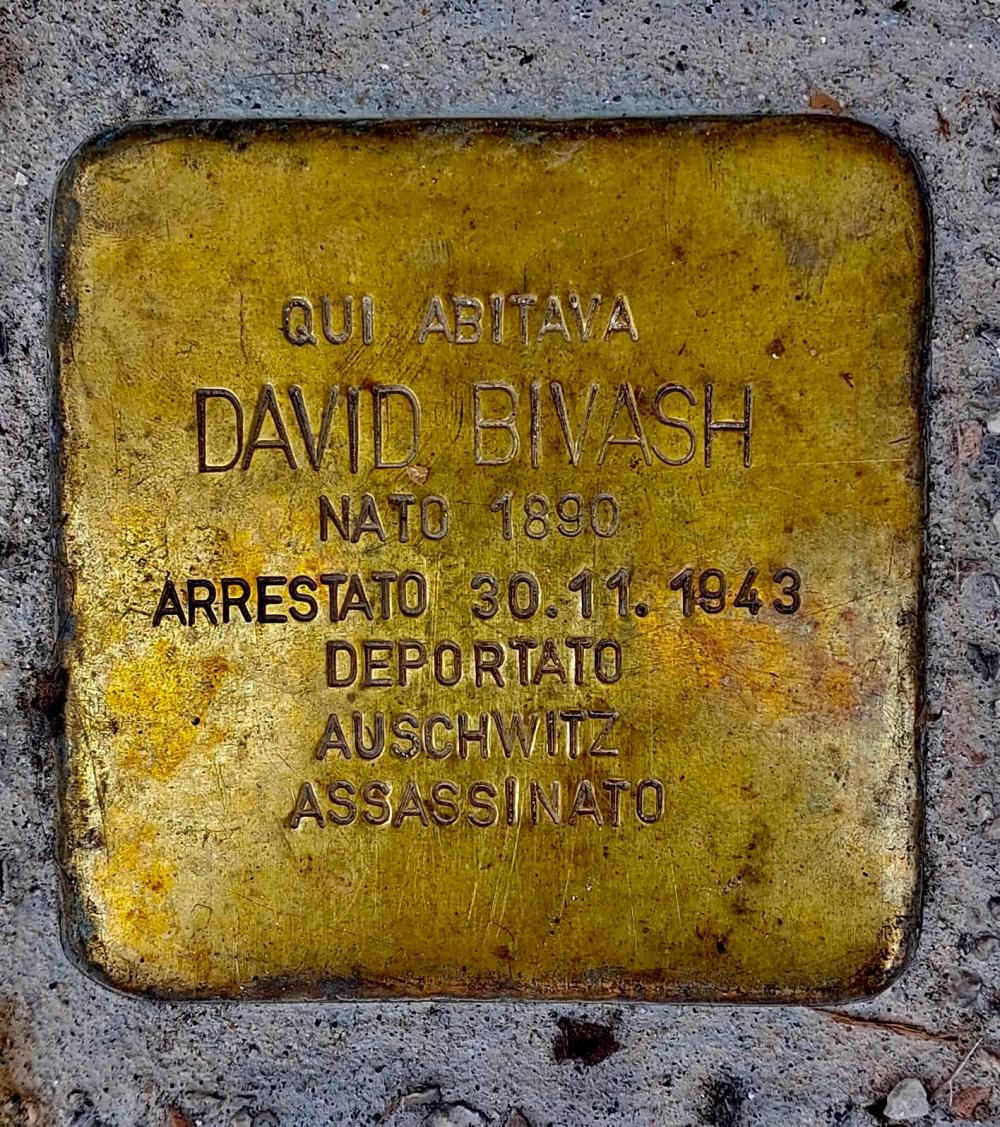 QUI ABITAVA
DAVID BIVASH
NATO 1890
ARRESTATO 30.11.1943
DEPORTATO
AUSCHWITZ
ASSASSINATO